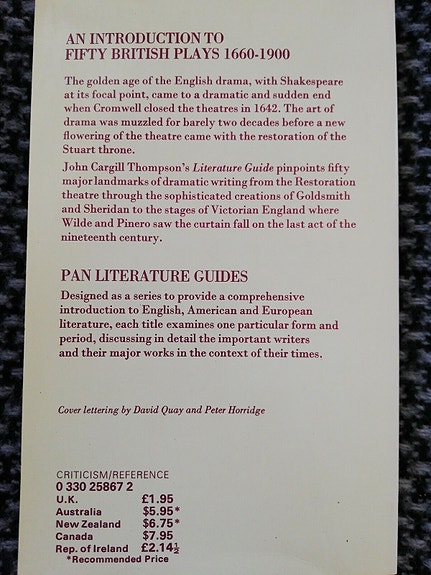 AN INTRODUCTION TO
FIFTY BRITISH PLAYS 1660-1900
The golden age of the English drama, with Shakespeare
at its focal point, came to a dramatic and sudden end
when Cromwell closed the theatres in 1642. The art of
drama was muzzled for barely two decades before a new
flowering of the theatre came with the restoration of the
Stuart throne.
John Cargill Thompson's Literature Guide pinpoints fifty
major landmarks of dramatic writing from the Restoration
theatre through the sophisticated creations of Goldsmith
and Sheridan to the stages of Victorian England where
Wilde and Pinero saw the curtain fall on the last act of the
nineteenth century.
PAN LITERATURE GUIDES
Designed as a series to provide a comprehensive
introduction to English, American and European
literature, each title examines one particular form and
period, discussing in detail the important writers
and their major works in the context of their times.
Cover lettering by David Quay and Peter Horridge
CRITICISM/REFERENCE
0 330 25867 2
U.K. £1.95
Australia $5.95*
New Zealand $6.75*
Canada $7.95
Rep. of Ireland £2.14½
*Recommended Price